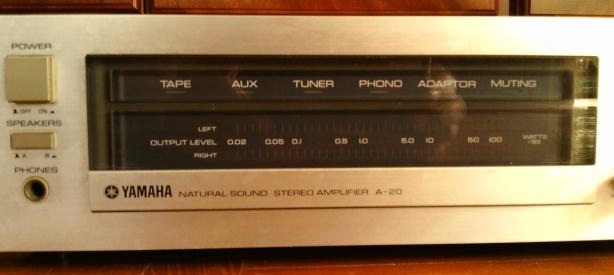 POWER
OFF ON
SPEAKERS
A B
PHONES
TAPE AUX TUNER PHONO ADAPTOR MUTING
LEFT
OUTPUT LEVEL 0.02 0.05 0.1 0.5 1.0 5.0 10 50 100 WATTS /8Ω
RIGHT
YAMAHA NATURAL SOUND STEREO AMPLIFIER A-20